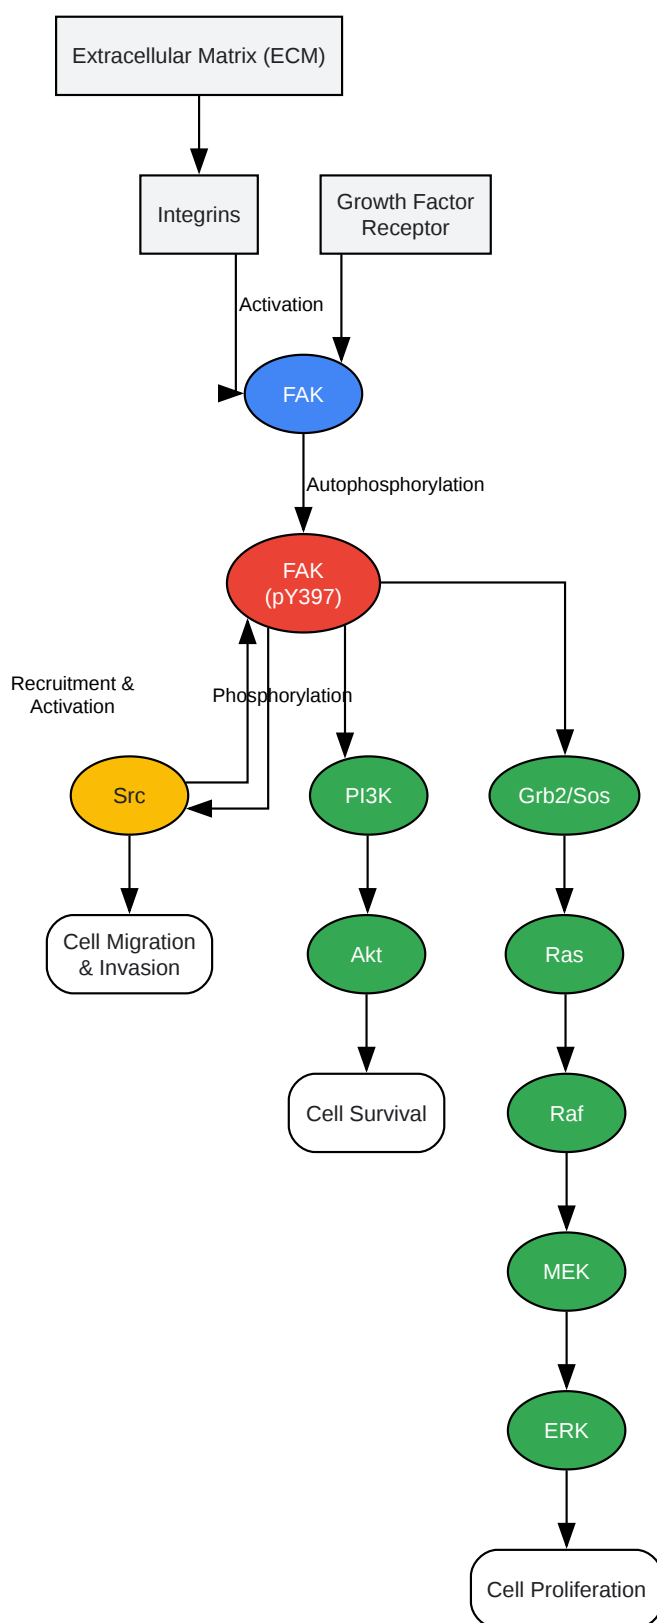 Extracellular Matrix (ECM)
Integrins
Growth Factor
Receptor
Activation
FAK
Autophosphorylation
FAK
(pY397)
Recruitment &
Activation
Phosphorylation
Src
PI3K
Grb2/Sos
Cell Migration
& Invasion
Akt
Ras
Cell Survival
Raf
MEK
ERK
Cell Proliferation